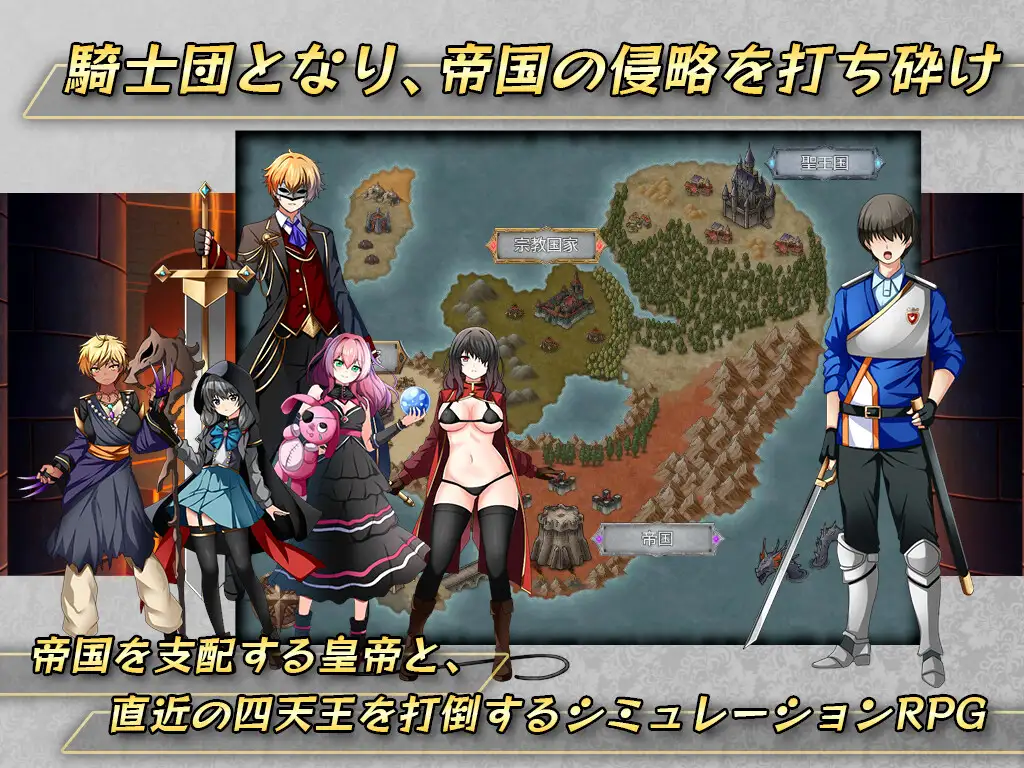 騎士団となり、帝国の侵略を打ち砕け
聖王国
宗教国家
帝国
帝国を支配する皇帝と、
直近の四天王を打倒するシミュレーションRPG